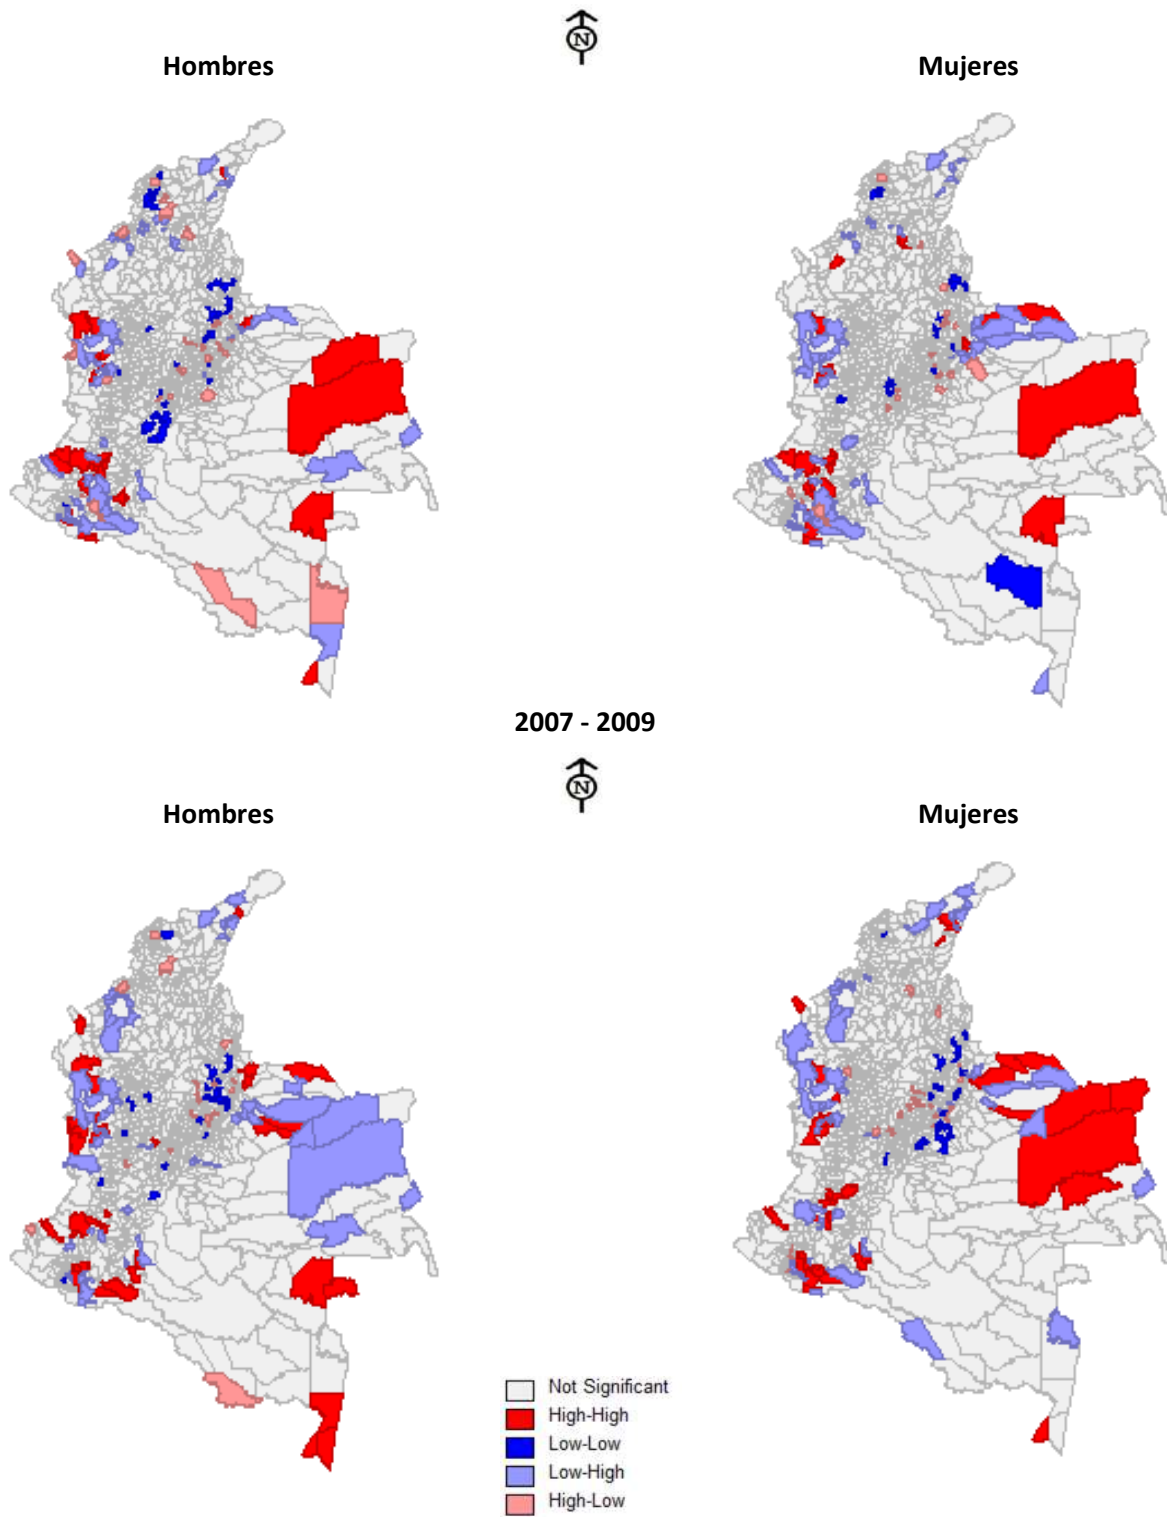 N
Hombres Mujeres
2007 - 2009
N
Hombres Mujeres
Not Significant
High-High
Low-Low
Low-High
High-Low